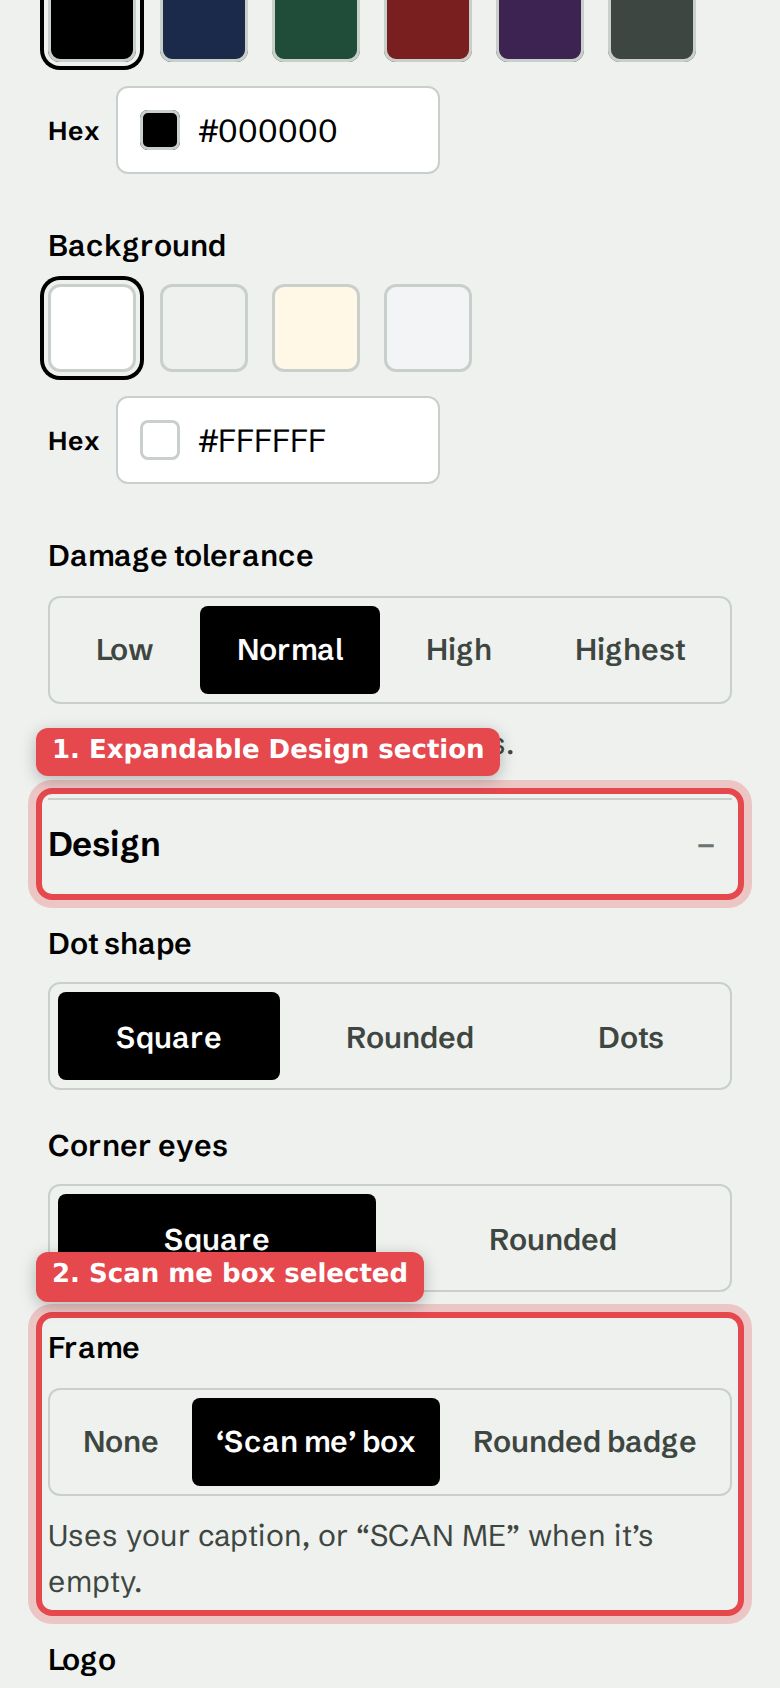 Hex #000000
Background
Hex #FFFFFF
Damage tolerance
Low Normal High Highest
1. Expandable Design section
Design –
Dot shape
Square Rounded Dots
Corner eyes
Square Rounded
2. Scan me box selected
Frame
None ‘Scan me’ box Rounded badge
Uses your caption, or “SCAN ME” when it’s
empty.
Logo